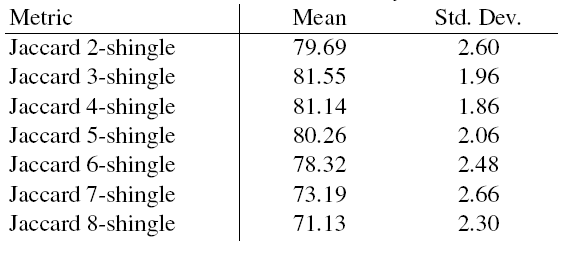 Metric Mean Std. Dev.
Jaccard 2-shingle 79.69 2.60
Jaccard 3-shingle 81.55 1.96
Jaccard 4-shingle 81.14 1.86
Jaccard 5-shingle 80.26 2.06
Jaccard 6-shingle 78.32 2.48
Jaccard 7-shingle 73.19 2.66
Jaccard 8-shingle 71.13 2.30